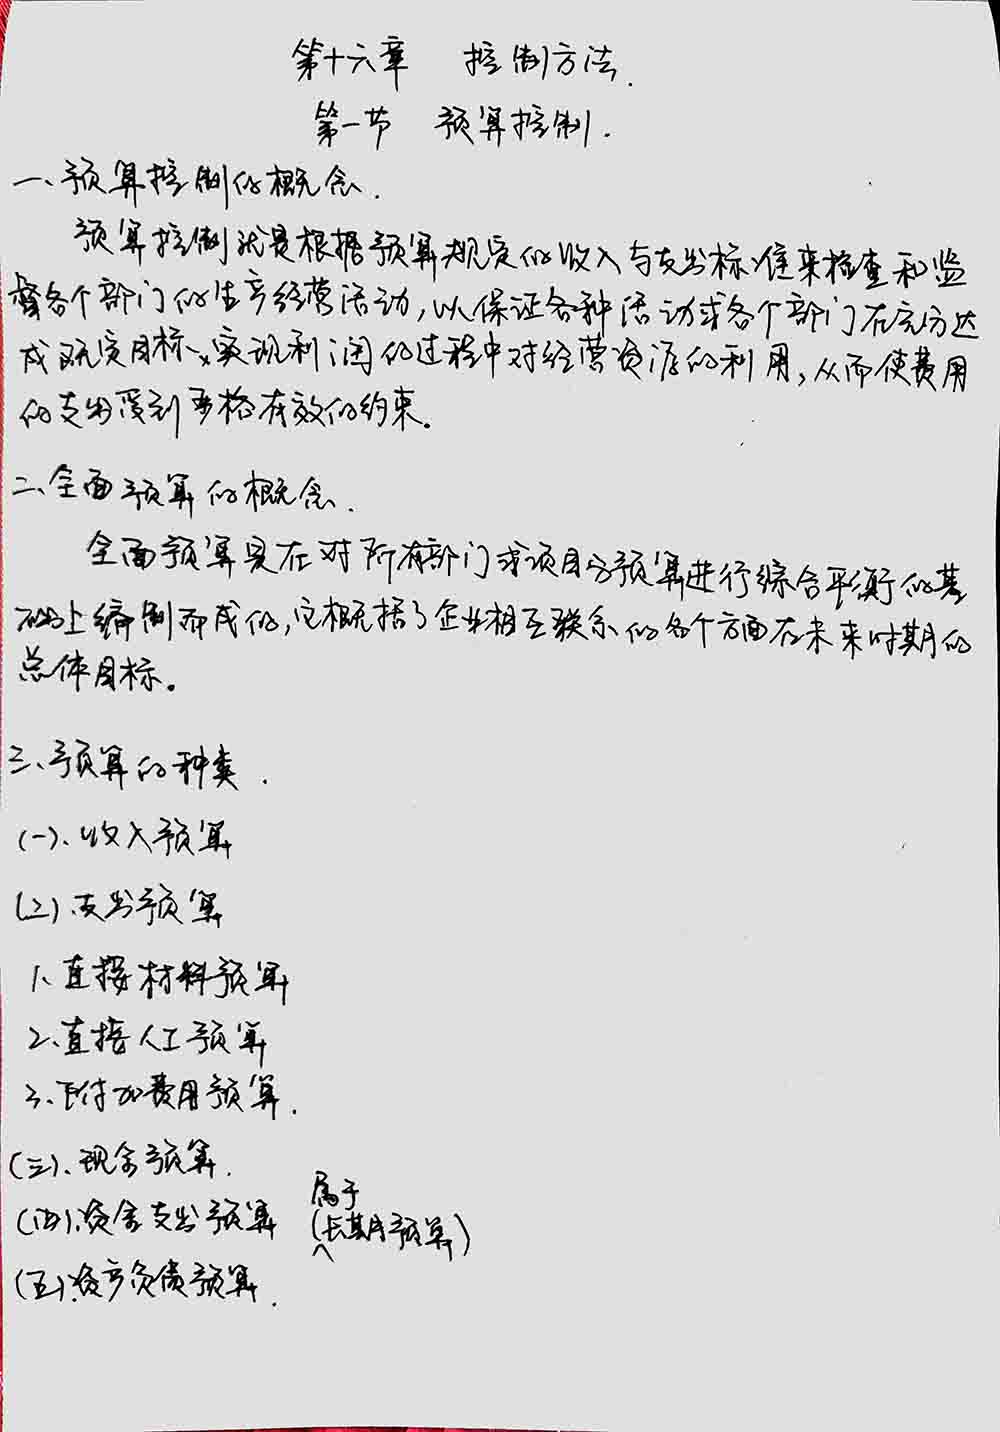 第十六章 控制方法.
第一节 预算控制.
一、预算控制的概念.
预算控制就是根据预算规定的收入与支出标准来检查和监
督各个部门的生产经营活动,以保证各种活动或各个部门在充分达
成既定目标、实现利润的过程中对经营资源的利用,从而使费用
的支出受到严格有效的约束。
二、全面预算的概念.
全面预算是在对所有部门或项目分预算进行综合平衡的基
础上编制而成的,它概括了企业相互联系的各个方面在未来时期的
总体目标。
三、预算的种类.
(一)、收入预算
(二)、支出预算
1、直接材料预算
2、直接人工预算
3、附加费用预算.
(三)、现金预算.
(四)、资金支出预算 (属于长期预算)
(五)、资产负债预算.